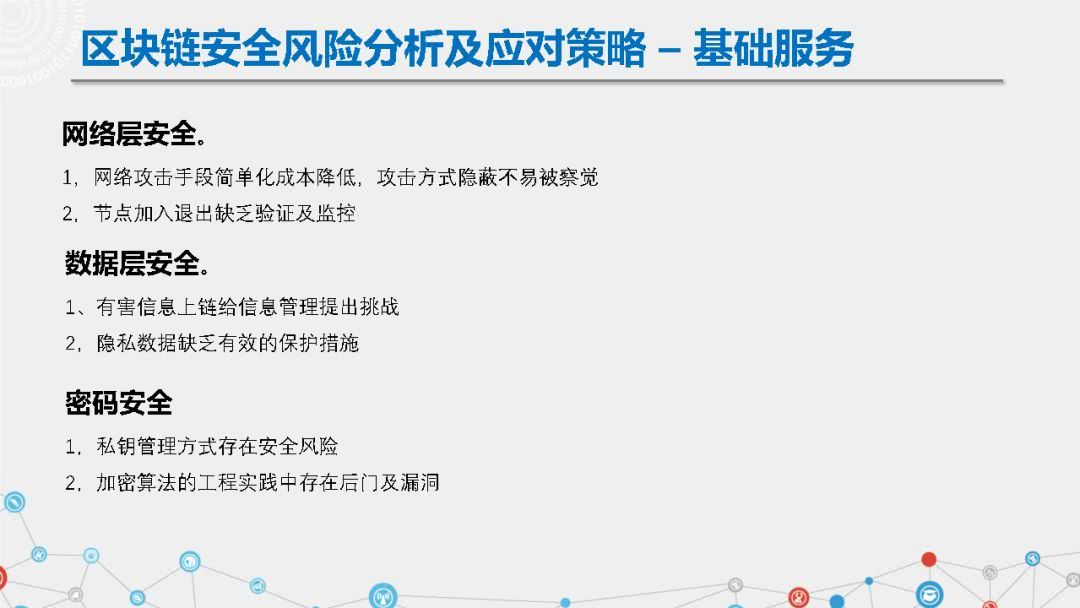 区块链安全风险分析及应对策略 – 基础服务
网络层安全。
1，网络攻击手段简单化成本降低，攻击方式隐蔽不易被察觉
2，节点加入退出缺乏验证及监控
数据层安全。
1、有害信息上链给信息管理提出挑战
2，隐私数据缺乏有效的保护措施
密码安全
1，私钥管理方式存在安全风险
2，加密算法的工程实践中存在后门及漏洞